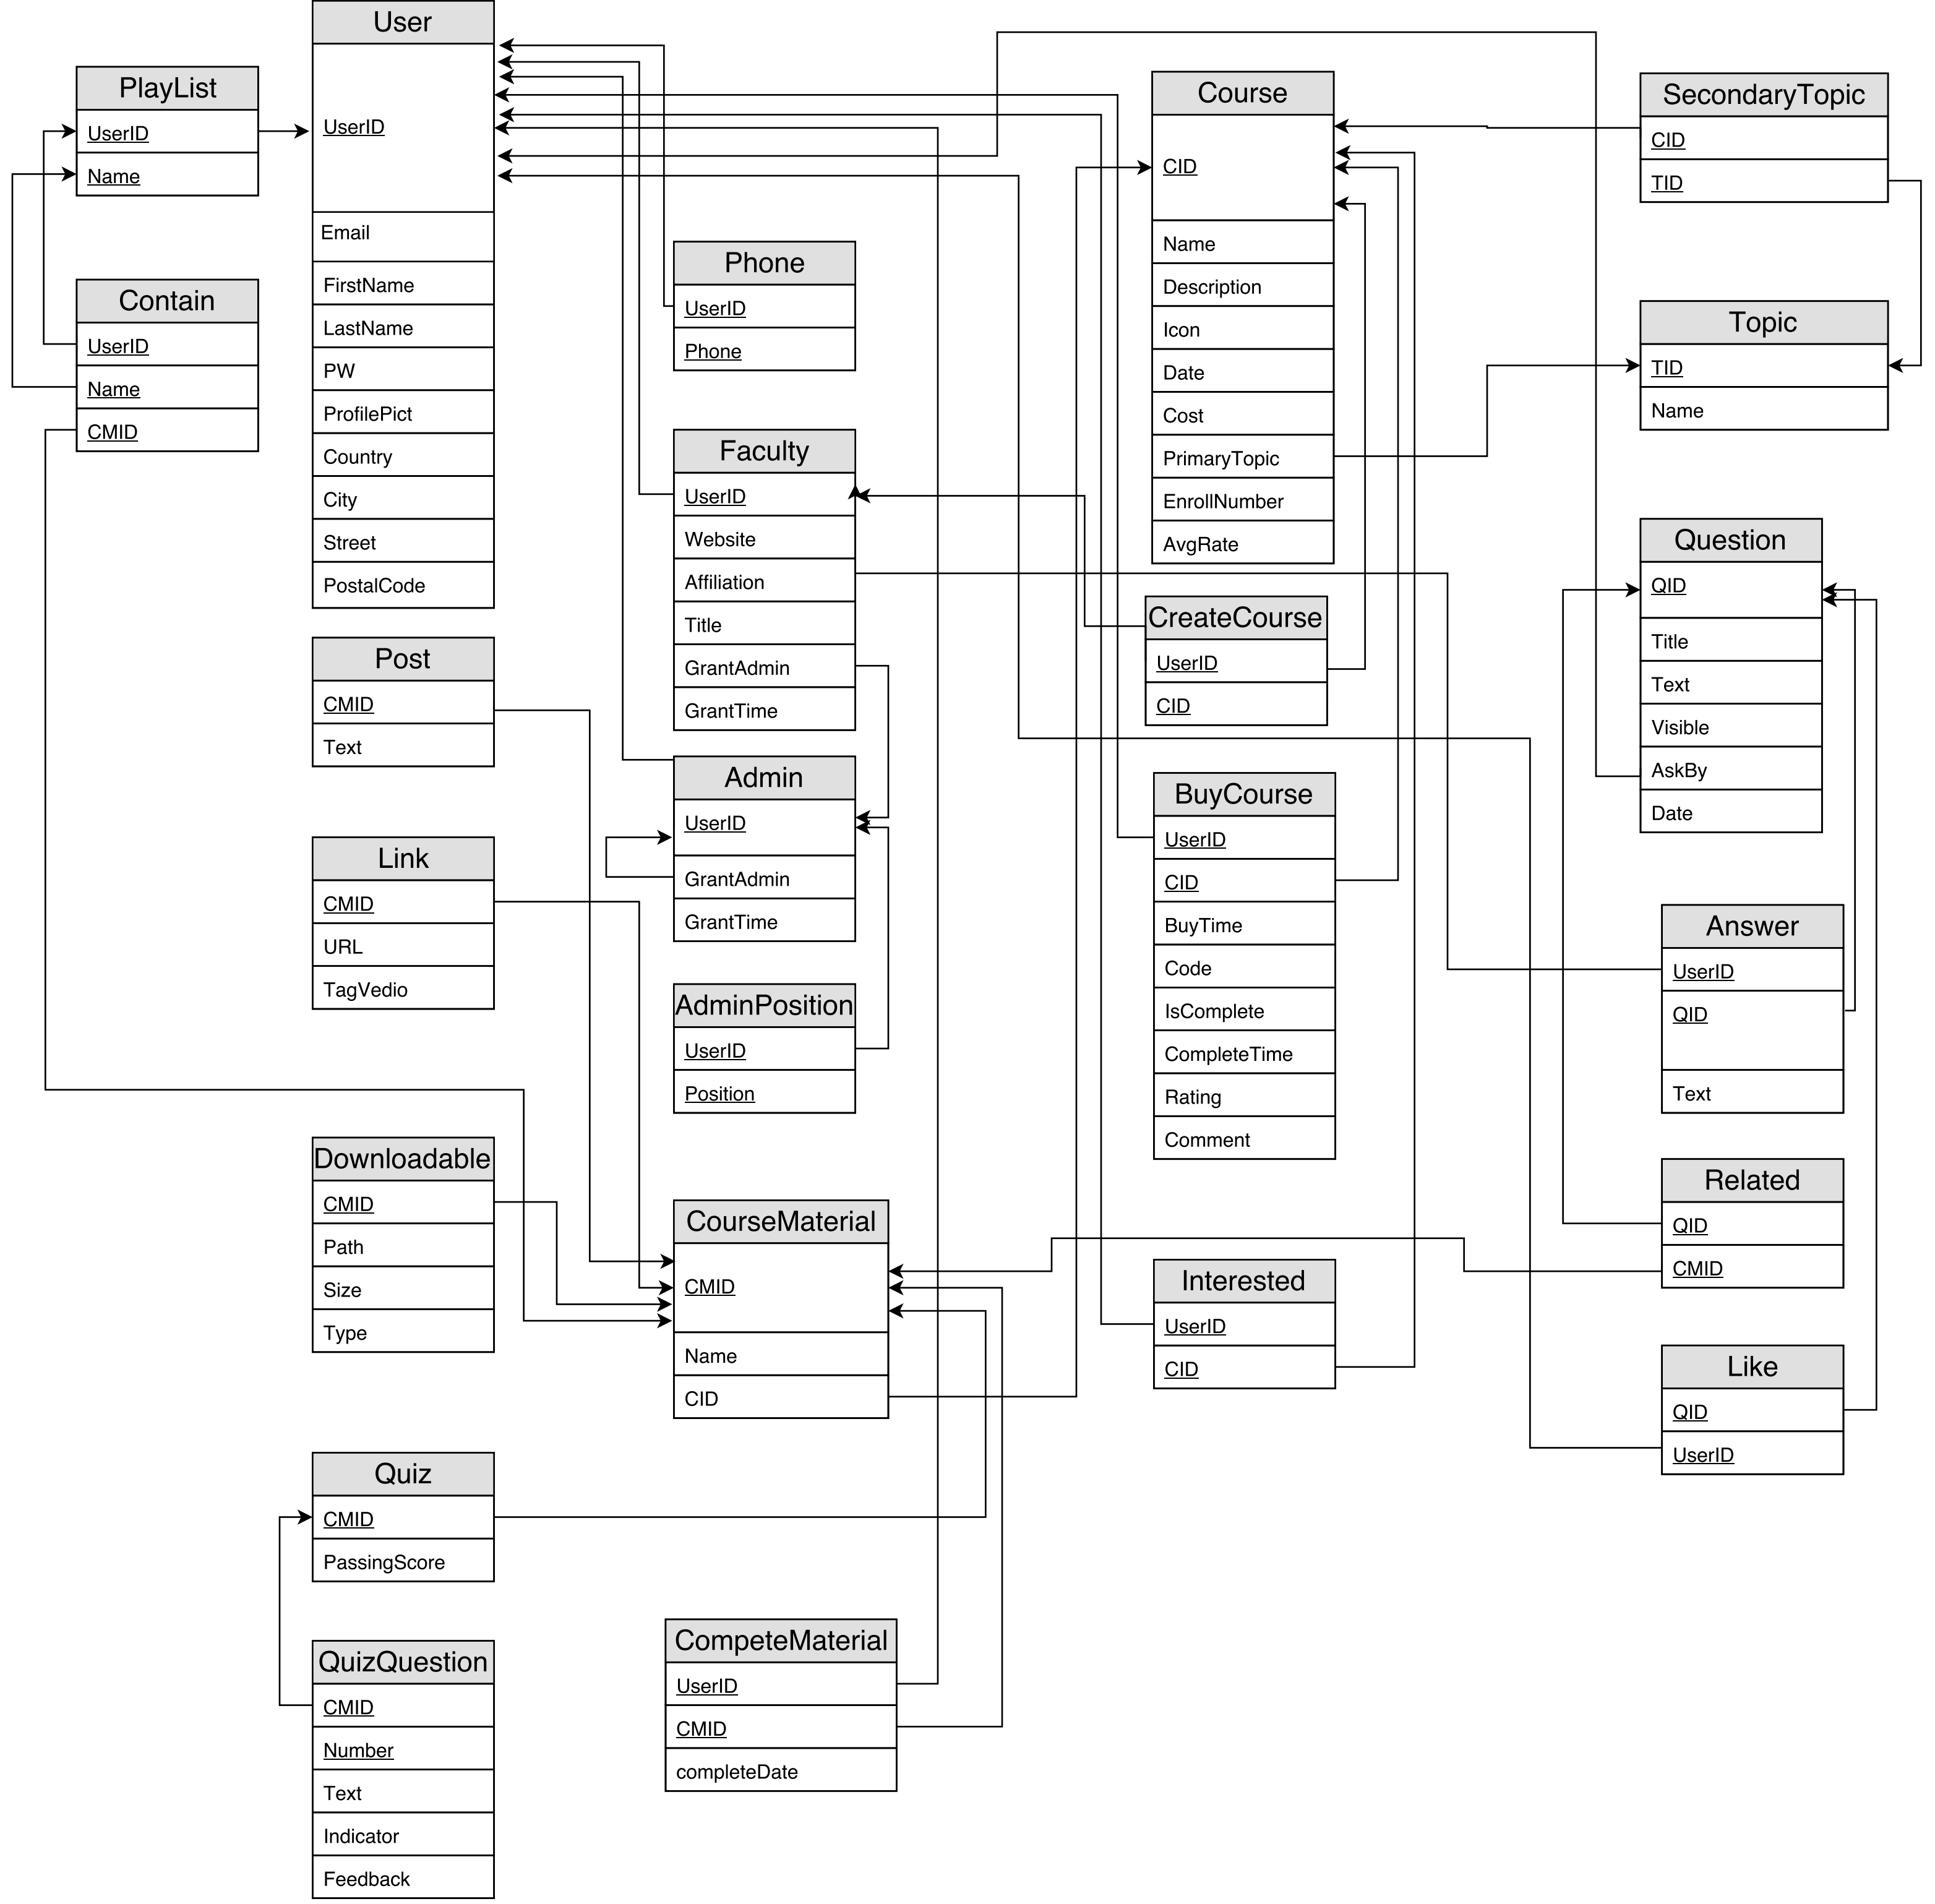 User
UserID
Email
FirstName
LastName
PW
ProfilePict
Country
City
Street
PostalCode
PlayList
UserID
Name
Contain
UserID
Name
CMID
Phone
UserID
Phone
Faculty
UserID
Website
Affiliation
Title
GrantAdmin
GrantTime
Admin
UserID
GrantAdmin
GrantTime
AdminPosition
UserID
Position
Post
CMID
Text
Link
CMID
URL
TagVedio
Downloadable
CMID
Path
Size
Type
CourseMaterial
CMID
Name
CID
Quiz
CMID
PassingScore
QuizQuestion
CMID
Number
Text
Indicator
Feedback
CompeteMaterial
UserID
CMID
completeDate
Course
CID
Name
Description
Icon
Date
Cost
PrimaryTopic
EnrollNumber
AvgRate
CreateCourse
UserID
CID
BuyCourse
UserID
CID
BuyTime
Code
IsComplete
CompleteTime
Rating
Comment
Interested
UserID
CID
SecondaryTopic
CID
TID
Topic
TID
Name
Question
QID
Title
Text
Visible
AskBy
Date
Answer
UserID
QID
Text
Related
QID
CMID
Like
QID
UserID